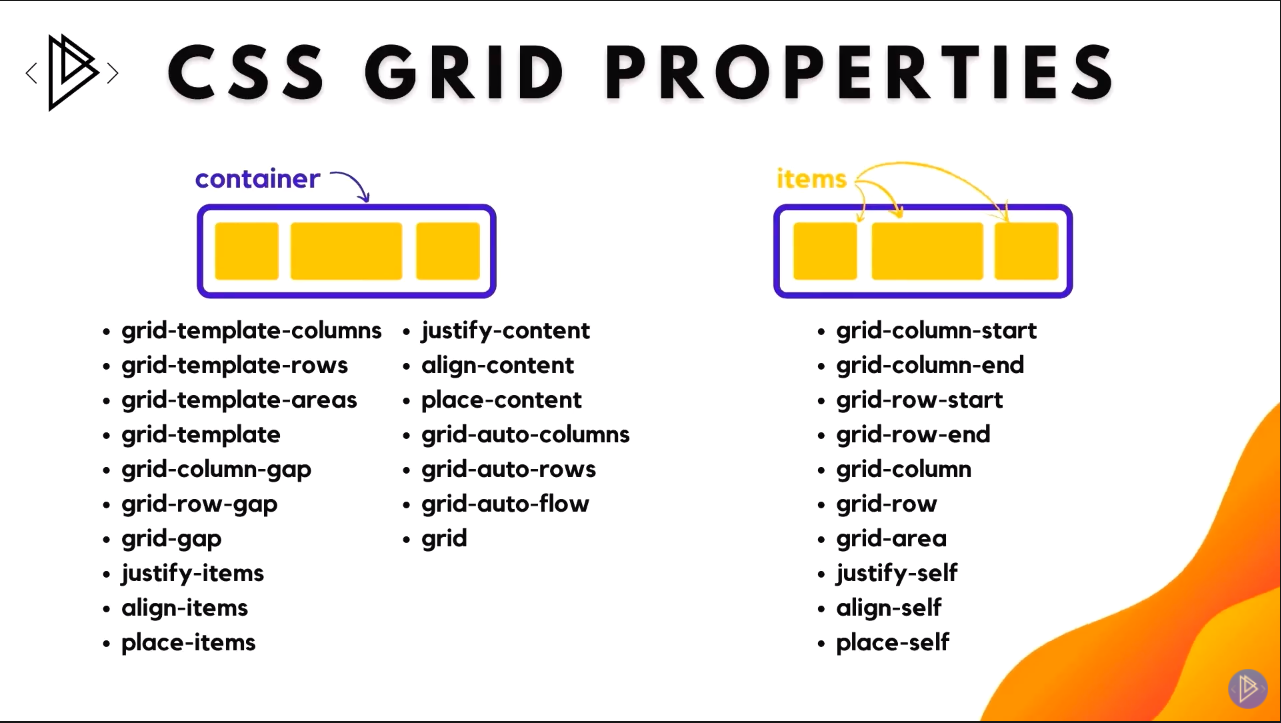 CSS GRID PROPERTIES
container
grid-template-columns
grid-template-rows
grid-template-areas
grid-template
grid-column-gap
grid-row-gap
grid-gap
justify-items
align-items
place-items
justify-content
align-content
place-content
grid-auto-columns
grid-auto-rows
grid-auto-flow
grid
items
grid-column-start
grid-column-end
grid-row-start
grid-row-end
grid-column
grid-row
grid-area
justify-self
align-self
place-self